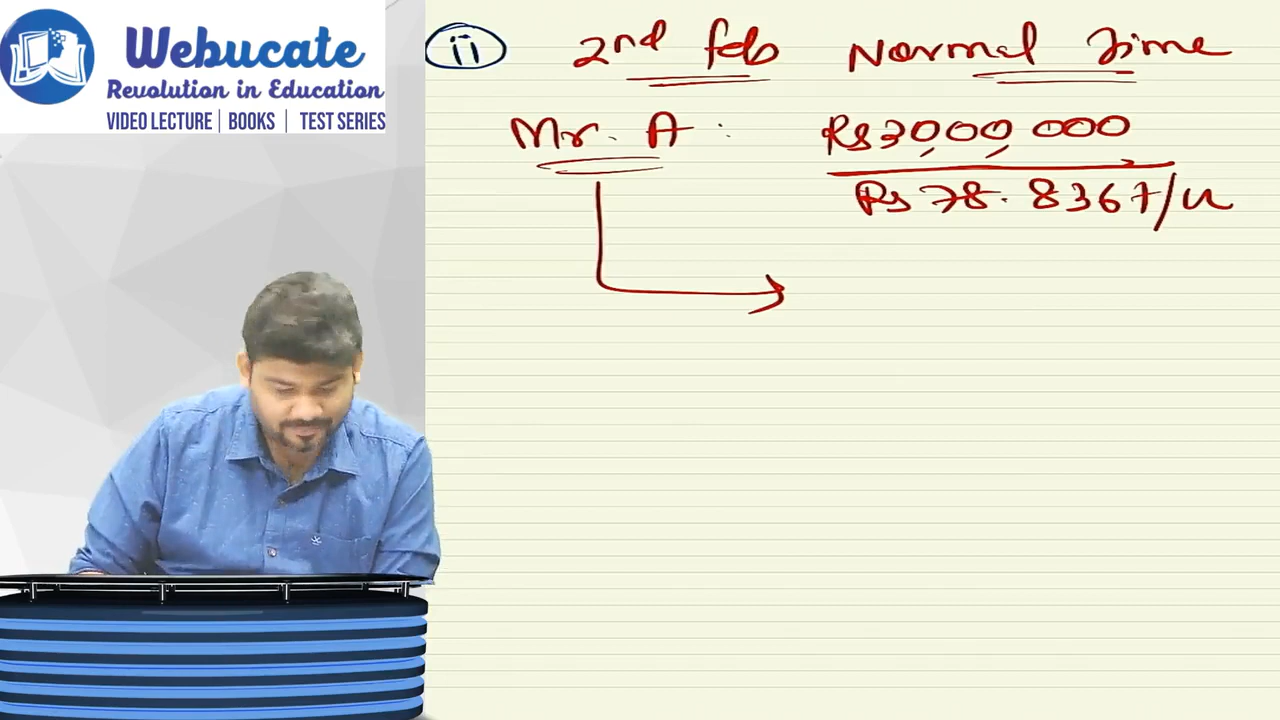 Webucate
Revolution in Education
VIDEO LECTURE | BOOKS | TEST SERIES
ii 2nd feb Normal Time
Mr. A : Rs 3000,000
Rs 78.8367/u